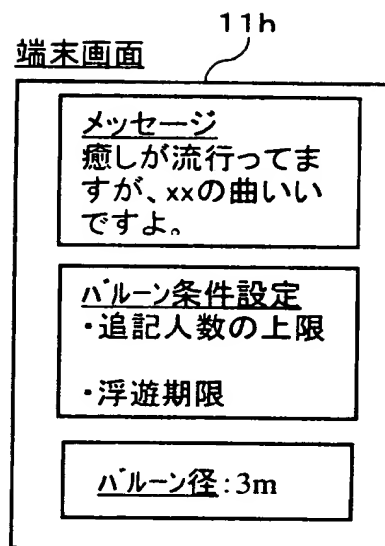 11h
端末画面
メッセージ
癒しが流行ってま
すが、xxの曲いい
ですよ。
バルーン条件設定
・追記人数の上限
・浮遊期限
バルーン径:3m